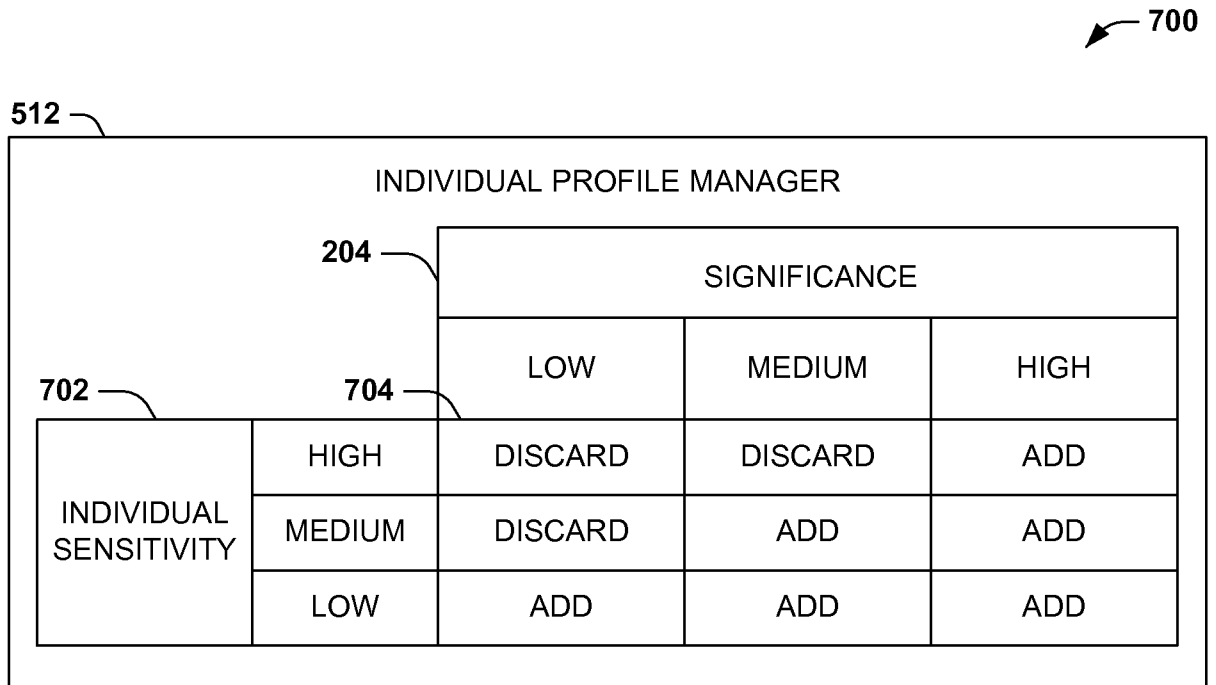 700
512
INDIVIDUAL PROFILE MANAGER
204
SIGNIFICANCE
LOW MEDIUM HIGH
702 704
INDIVIDUAL
SENSITIVITY
HIGH DISCARD DISCARD ADD
MEDIUM DISCARD ADD ADD
LOW ADD ADD ADD